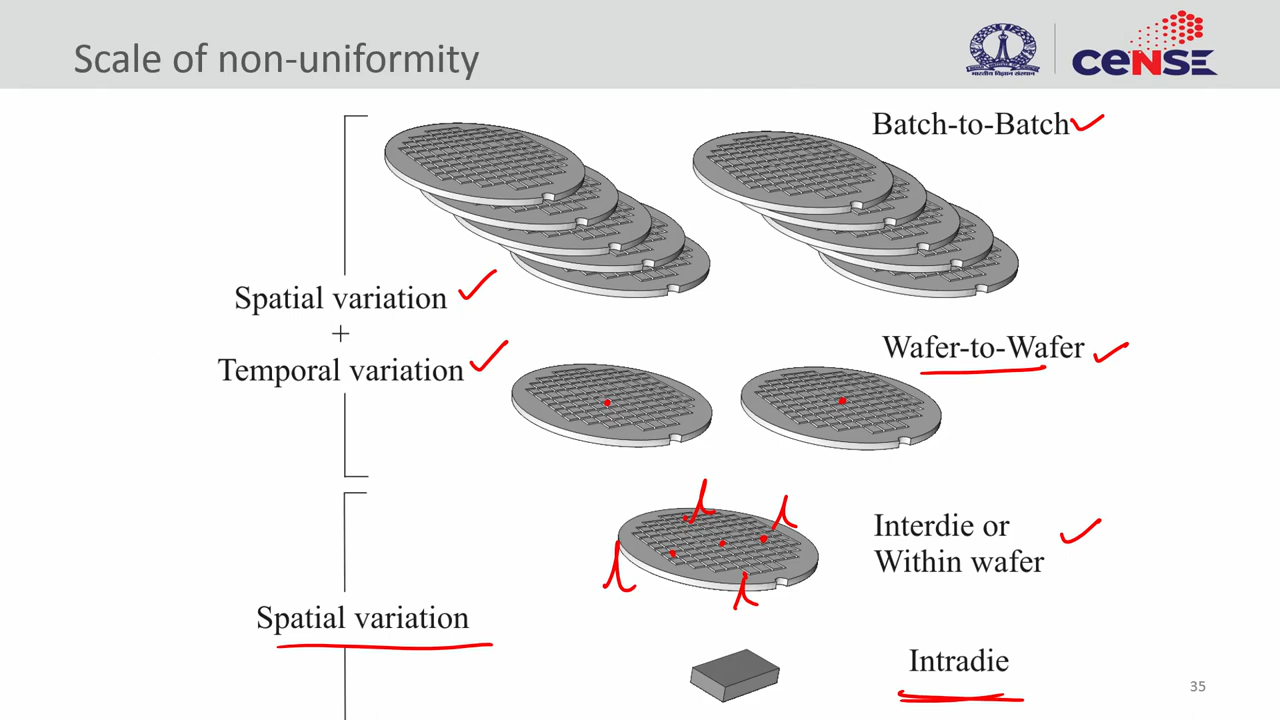 Scale of non-uniformity
भारतीय विज्ञान संस्थान
CeNSE
Batch-to-Batch
Spatial variation
+
Temporal variation
Wafer-to-Wafer
Interdie or
Within wafer
Spatial variation
Intradie
35